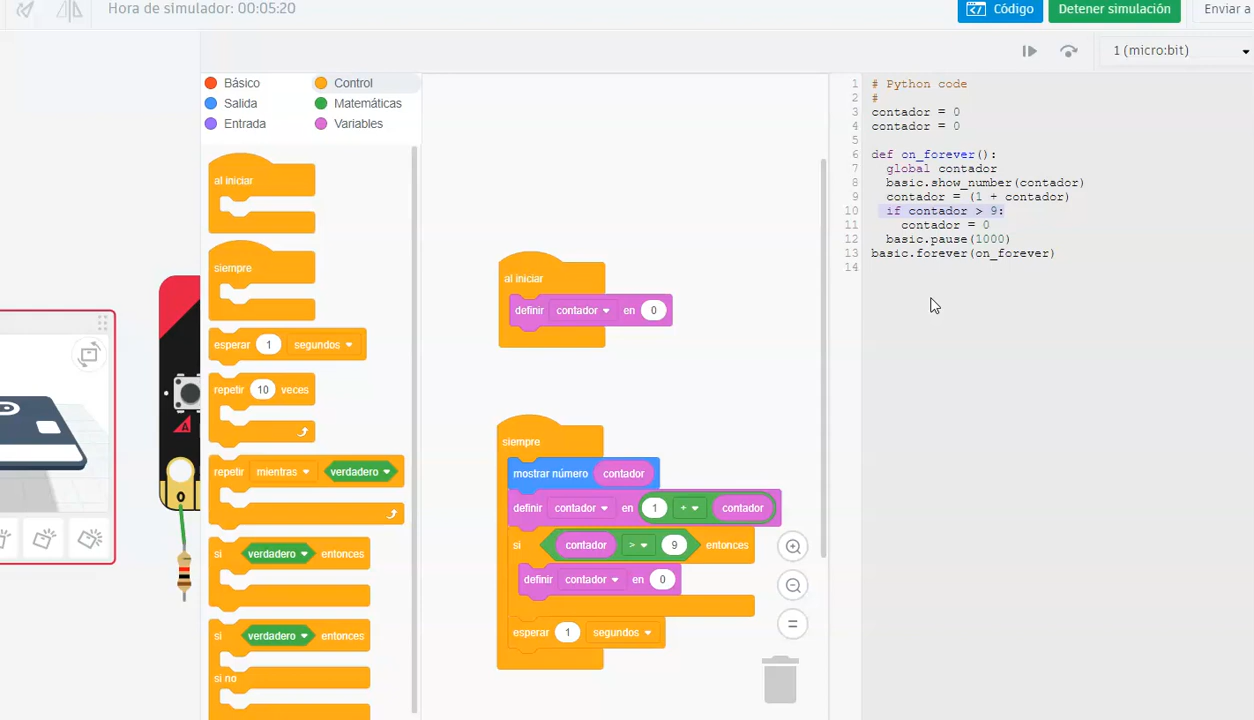 Hora de simulador: 00:05:20
Código
Detener simulación
Enviar a
1 (micro:bit)
Básico
Control
Salida
Matemáticas
Entrada
Variables
al iniciar
siempre
esperar 1 segundos
repetir 10 veces
repetir mientras verdadero
si verdadero entonces
si verdadero entonces
si no
A
0
al iniciar
definir contador en 0
siempre
mostrar número contador
definir contador en 1 + contador
si contador > 9 entonces
definir contador en 0
esperar 1 segundos
1 # Python code
2 #
3 contador = 0
4 contador = 0
5
6 def on_forever():
7 global contador
8 basic.show_number(contador)
9 contador = (1 + contador)
10 if contador > 9:
11 contador = 0
12 basic.pause(1000)
13 basic.forever(on_forever)
14